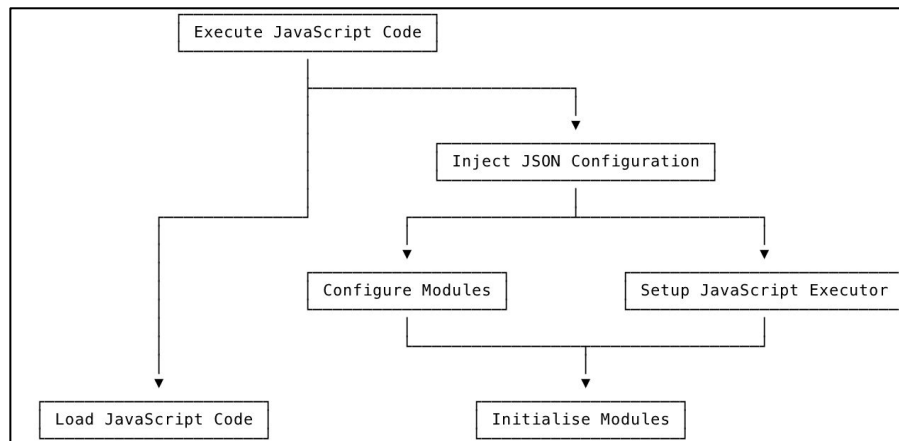 Execute JavaScript Code
Inject JSON Configuration
Configure Modules
Setup JavaScript Executor
Load JavaScript Code
Initialise Modules